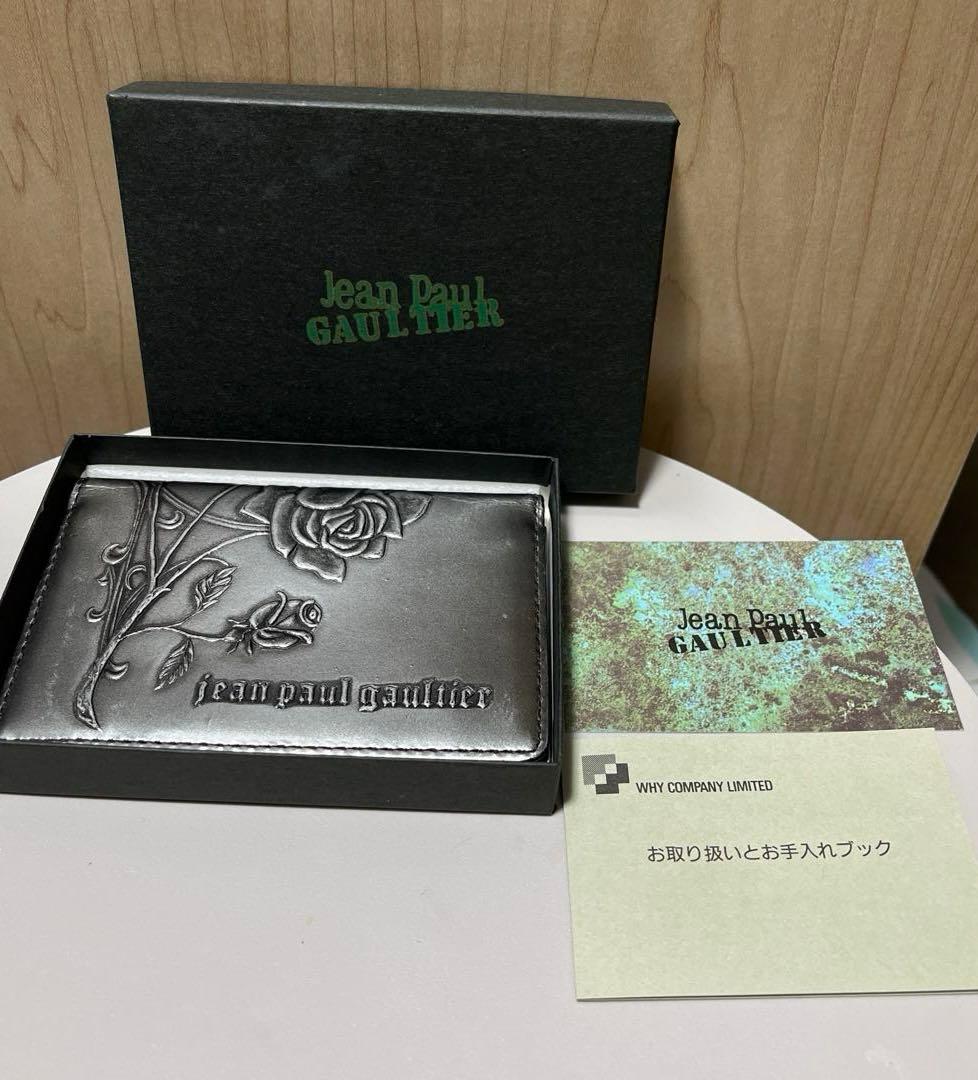 Jean Paul
GAULTIER
jean paul gaultier
Jean Paul
GAULTIER
WHY COMPANY LIMITED
お取り扱いとお手入れブック